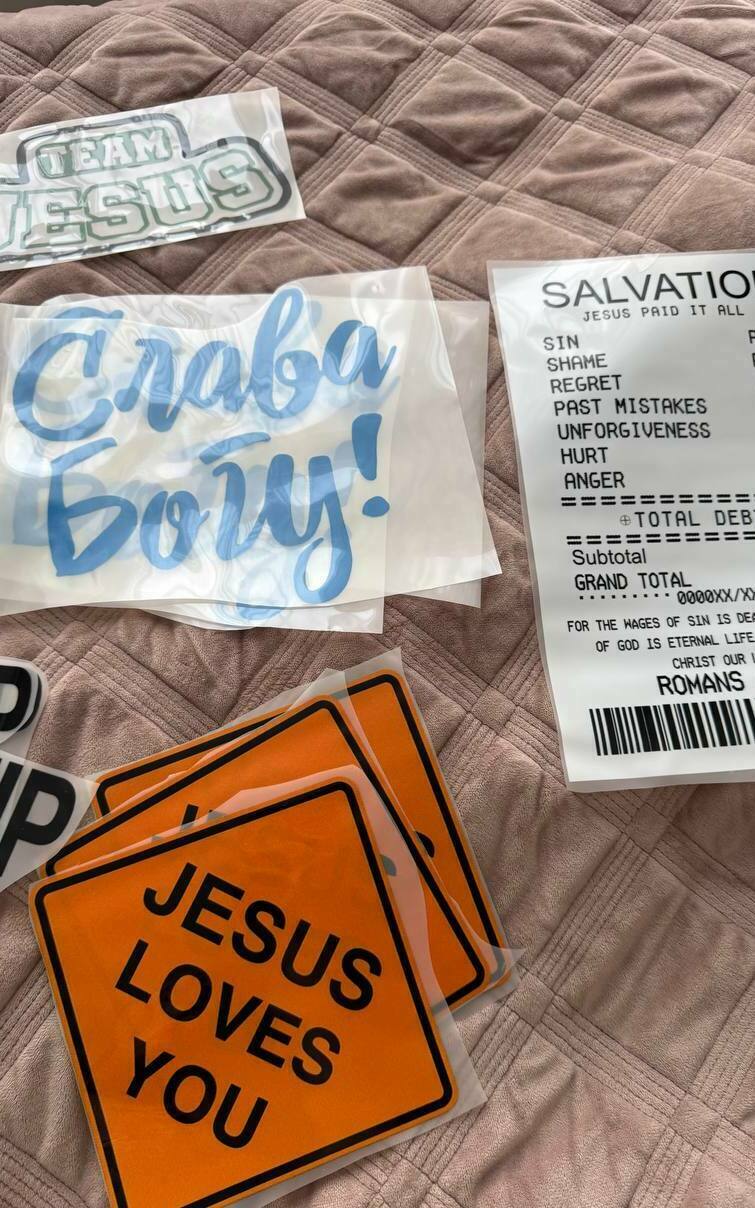 TEAM
JESUS
Слава
Богу!
SALVATIO
JESUS PAID IT ALL
SIN
SHAME
REGRET
PAST MISTAKES
UNFORGIVENESS
HURT
ANGER
TOTAL DEB
Subtotal
GRAND TOTAL
0000XX/X
FOR THE WAGES OF SIN IS DEA
OF GOD IS ETERNAL LIFE
CHRIST OUR
ROMANS
P
IP
JESUS
LOVES
YOU